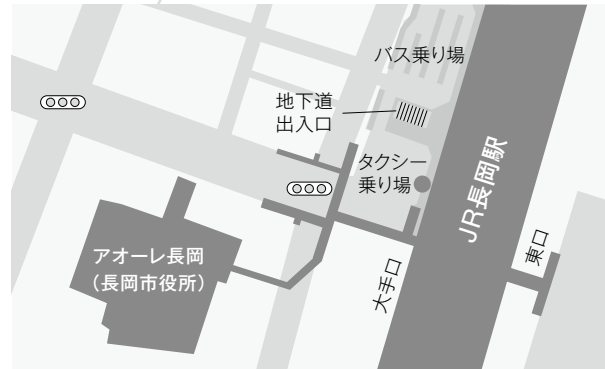 バス乗り場
地下道
出入口
タクシー
乗り場
JR長岡駅
東口
大手口
アオーレ長岡
（長岡市役所）